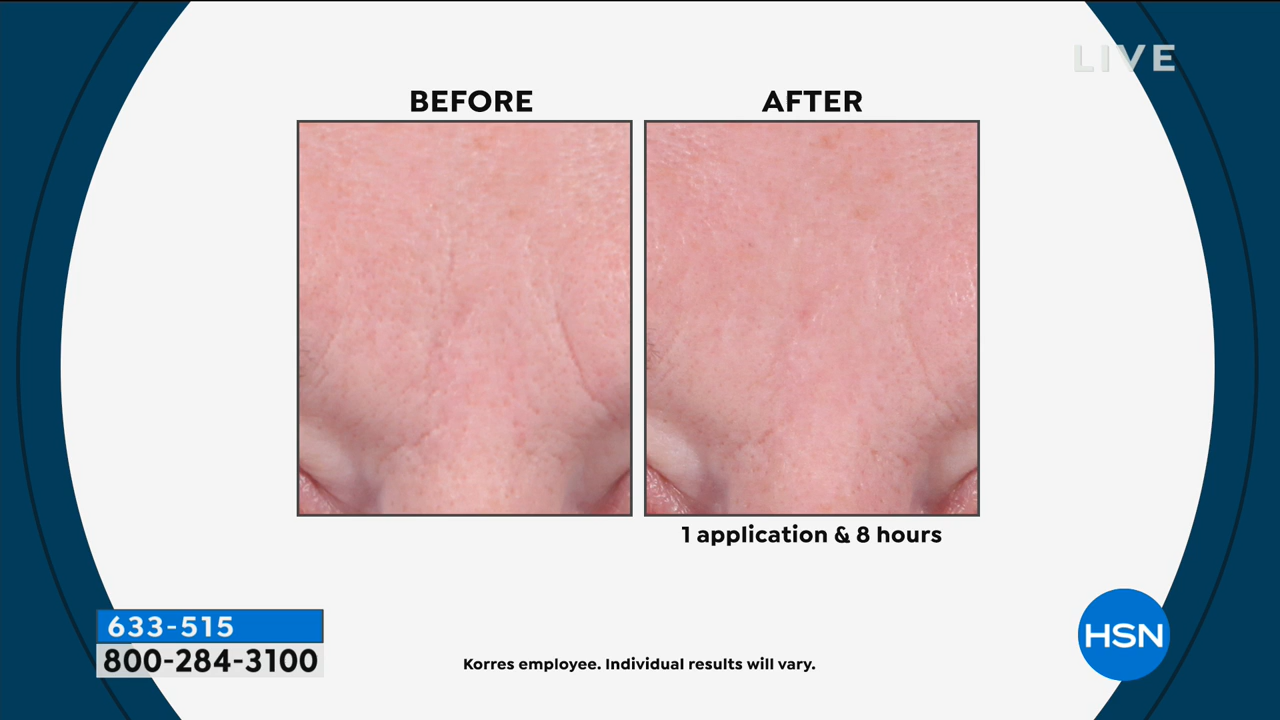 LIVE
BEFORE
AFTER
1 application & 8 hours
633-515
800-284-3100
Korres employee. Individual results will vary.
HSN